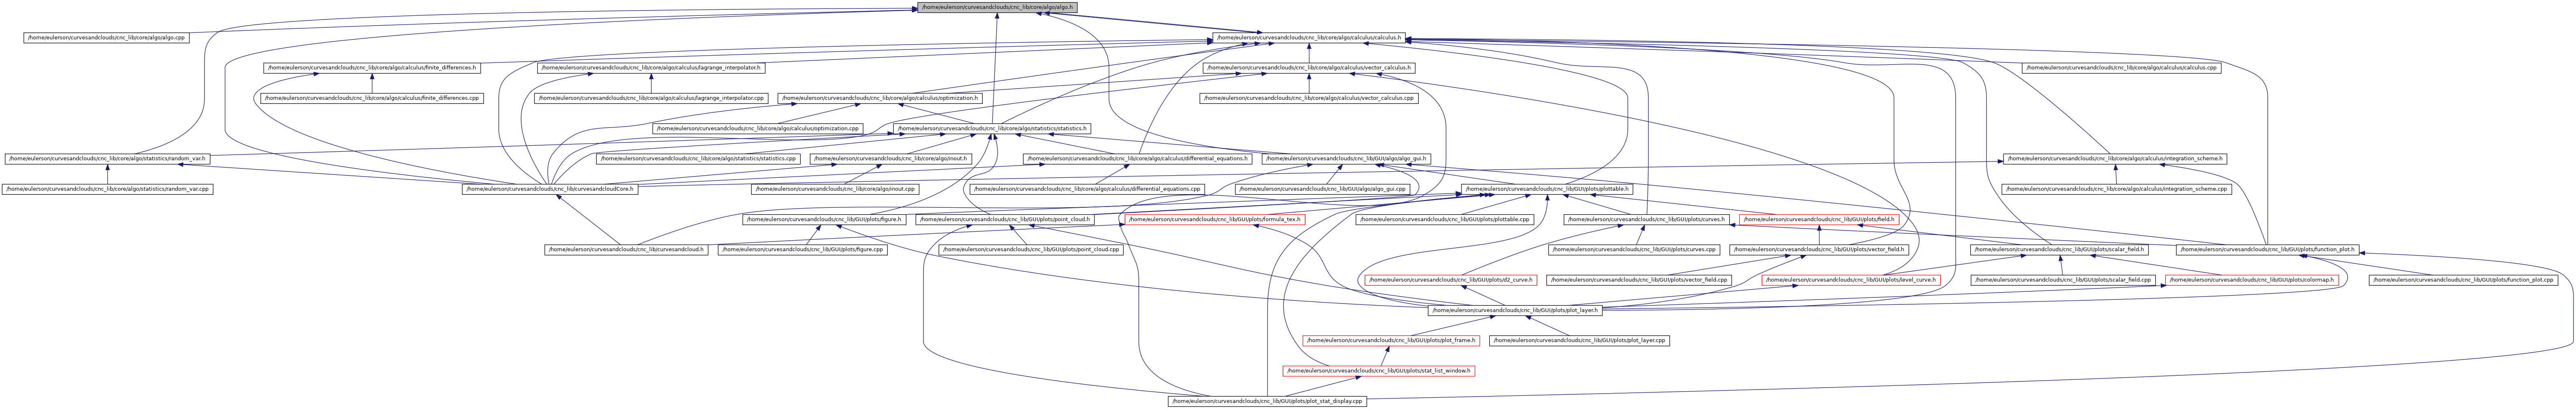 /home/eulerson/curvesandclouds/cnc_lib/core/algo/algo.h
/home/eulerson/curvesandclouds/cnc_lib/core/algo/algo.cpp
/home/eulerson/curvesandclouds/cnc_lib/core/algo/calculus/calculus.h
/home/eulerson/curvesandclouds/cnc_lib/core/algo/calculus/finite_differences.h
/home/eulerson/curvesandclouds/cnc_lib/core/algo/calculus/lagrange_interpolator.h
/home/eulerson/curvesandclouds/cnc_lib/core/algo/calculus/vector_calculus.h
/home/eulerson/curvesandclouds/cnc_lib/core/algo/calculus/calculus.cpp
/home/eulerson/curvesandclouds/cnc_lib/core/algo/calculus/finite_differences.cpp
/home/eulerson/curvesandclouds/cnc_lib/core/algo/calculus/lagrange_interpolator.cpp
/home/eulerson/curvesandclouds/cnc_lib/core/algo/calculus/optimization.h
/home/eulerson/curvesandclouds/cnc_lib/core/algo/calculus/vector_calculus.cpp
/home/eulerson/curvesandclouds/cnc_lib/core/algo/calculus/optimization.cpp
/home/eulerson/curvesandclouds/cnc_lib/core/algo/statistics/statistics.h
/home/eulerson/curvesandclouds/cnc_lib/core/algo/statistics/random_var.h
/home/eulerson/curvesandclouds/cnc_lib/core/algo/statistics/statistics.cpp
/home/eulerson/curvesandclouds/cnc_lib/core/algo/inout.h
/home/eulerson/curvesandclouds/cnc_lib/core/algo/calculus/differential_equations.h
/home/eulerson/curvesandclouds/cnc_lib/GUI/algo/algo_gui.h
/home/eulerson/curvesandclouds/cnc_lib/core/algo/calculus/integration_scheme.h
/home/eulerson/curvesandclouds/cnc_lib/core/algo/statistics/random_var.cpp
/home/eulerson/curvesandclouds/cnc_lib/curvesandcloudCore.h
/home/eulerson/curvesandclouds/cnc_lib/core/algo/inout.cpp
/home/eulerson/curvesandclouds/cnc_lib/core/algo/calculus/differential_equations.cpp
/home/eulerson/curvesandclouds/cnc_lib/GUI/algo/algo_gui.cpp
/home/eulerson/curvesandclouds/cnc_lib/GUI/plots/plottable.h
/home/eulerson/curvesandclouds/cnc_lib/core/algo/calculus/integration_scheme.cpp
/home/eulerson/curvesandclouds/cnc_lib/GUI/plots/figure.h
/home/eulerson/curvesandclouds/cnc_lib/GUI/plots/point_cloud.h
/home/eulerson/curvesandclouds/cnc_lib/GUI/plots/formula_tex.h
/home/eulerson/curvesandclouds/cnc_lib/GUI/plots/plottable.cpp
/home/eulerson/curvesandclouds/cnc_lib/GUI/plots/curves.h
/home/eulerson/curvesandclouds/cnc_lib/GUI/plots/field.h
/home/eulerson/curvesandclouds/cnc_lib/curvesandcloud.h
/home/eulerson/curvesandclouds/cnc_lib/GUI/plots/figure.cpp
/home/eulerson/curvesandclouds/cnc_lib/GUI/plots/point_cloud.cpp
/home/eulerson/curvesandclouds/cnc_lib/GUI/plots/curves.cpp
/home/eulerson/curvesandclouds/cnc_lib/GUI/plots/vector_field.h
/home/eulerson/curvesandclouds/cnc_lib/GUI/plots/scalar_field.h
/home/eulerson/curvesandclouds/cnc_lib/GUI/plots/function_plot.h
/home/eulerson/curvesandclouds/cnc_lib/GUI/plots/d2_curve.h
/home/eulerson/curvesandclouds/cnc_lib/GUI/plots/vector_field.cpp
/home/eulerson/curvesandclouds/cnc_lib/GUI/plots/level_curve.h
/home/eulerson/curvesandclouds/cnc_lib/GUI/plots/scalar_field.cpp
/home/eulerson/curvesandclouds/cnc_lib/GUI/plots/colormap.h
/home/eulerson/curvesandclouds/cnc_lib/GUI/plots/function_plot.cpp
/home/eulerson/curvesandclouds/cnc_lib/GUI/plots/plot_layer.h
/home/eulerson/curvesandclouds/cnc_lib/GUI/plots/plot_frame.h
/home/eulerson/curvesandclouds/cnc_lib/GUI/plots/plot_layer.cpp
/home/eulerson/curvesandclouds/cnc_lib/GUI/plots/stat_list_window.h
/home/eulerson/curvesandclouds/cnc_lib/GUI/plots/plot_stat_display.cpp